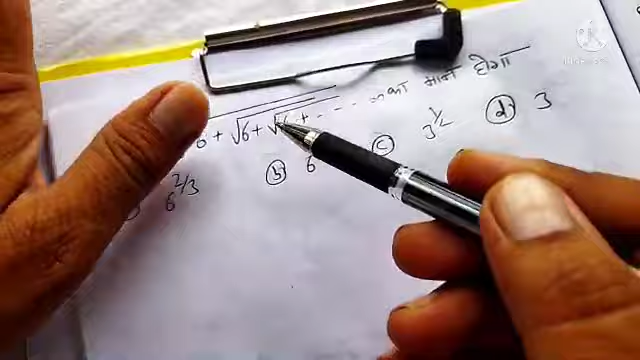 6 + √6 + √6 + - - - ∞ का मान होगा
6^2/3 (b) 6 (c) 3^1/2 (d) 3